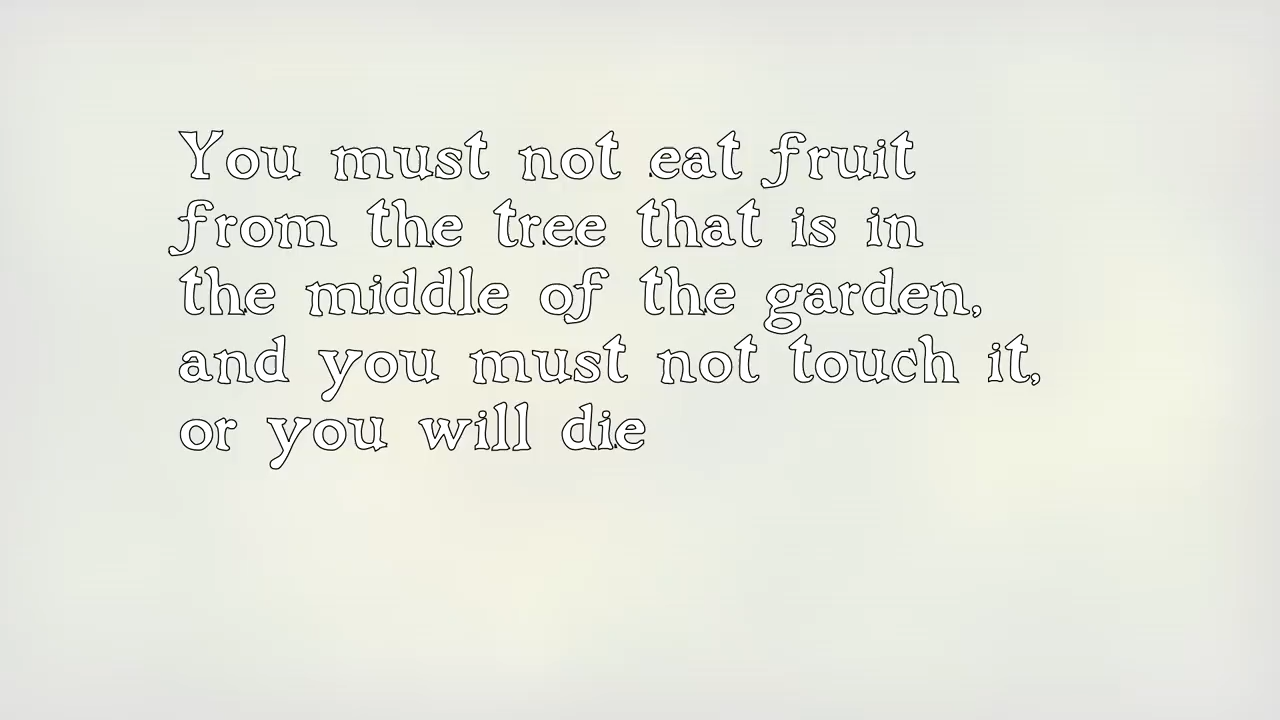 You must not eat fruit
from the tree that is in
the middle of the garden,
and you must not touch it,
or you will die